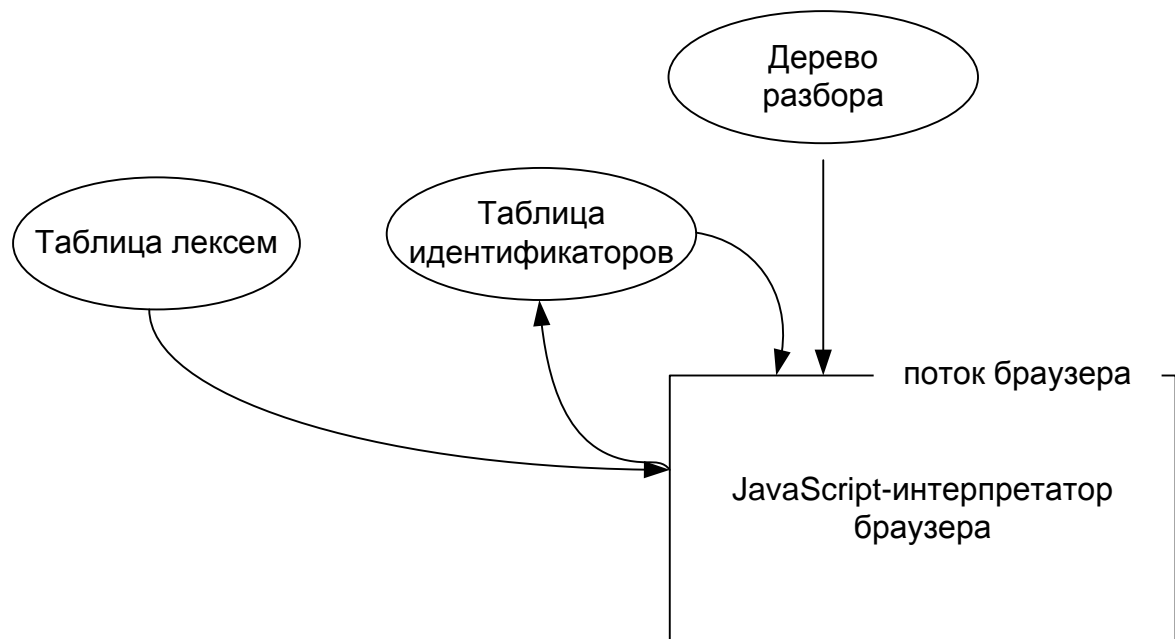 Дерево
разбора
Таблица
идентификаторов
Таблица лексем
поток браузера
JavaScript-интерпретатор
браузера